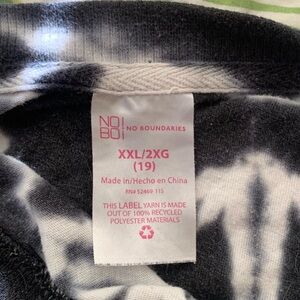 NO!
BO! NO BOUNDARIES
XXL/2XG
(19)
Made in/Hecho en China
RN# 52469 115
THIS LABEL YARN IS MADE
OUT OF 100% RECYCLED
POLYESTER MATERIALS